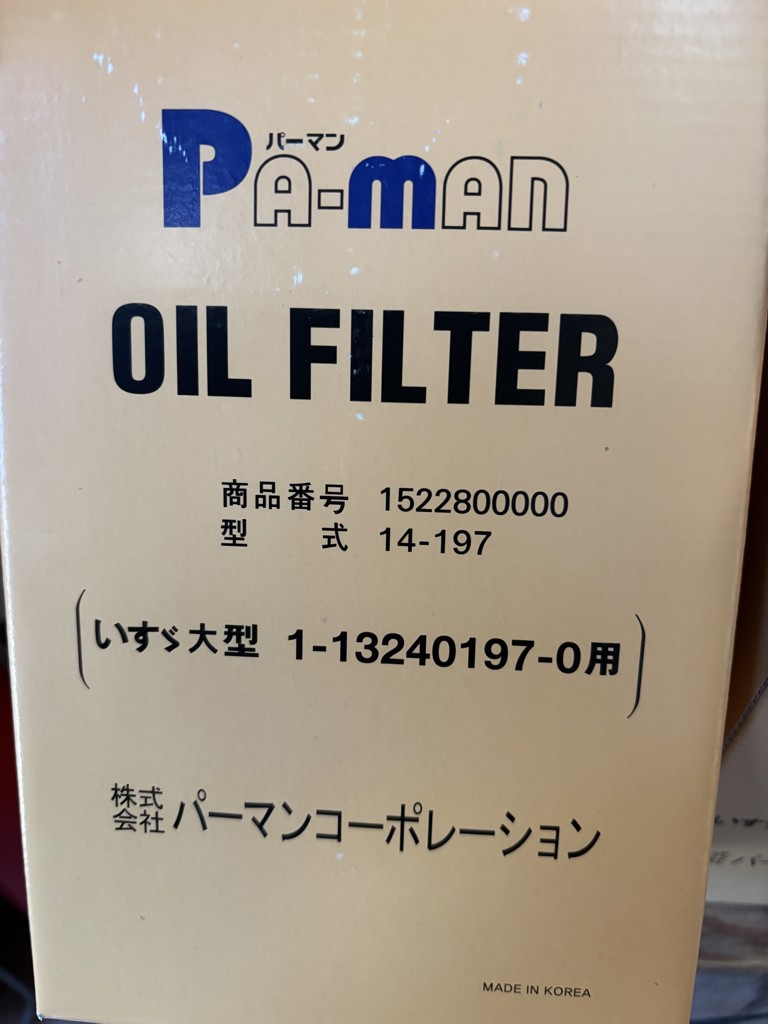 パーマン
PA-MAN
OIL FILTER
商品番号 1522800000
型 式 14-197
(いすゞ大型 1-13240197-0用)
株式会社 パーマンコーポレーション
MADE IN KOREA